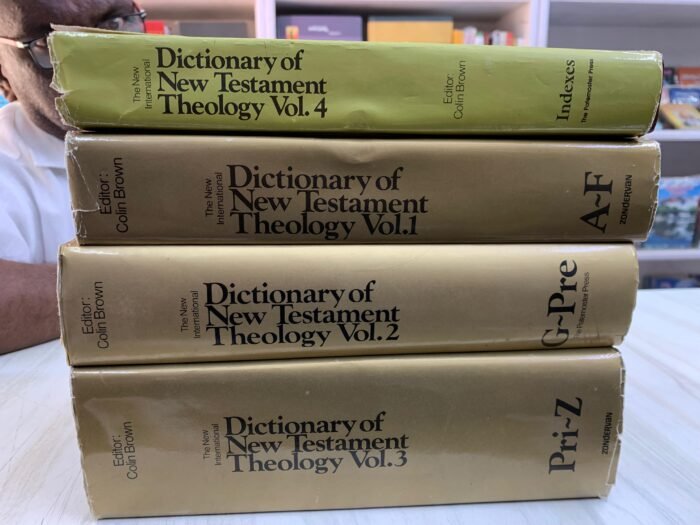 The New
International
Dictionary of
New Testament
Theology Vol. 4
Editor:
Colin Brown
Indexes
The Paternoster Press
Editor:
Colin Brown
The New
International
Dictionary of
New Testament
Theology Vol.1
A~F
ZONDERVAN
Editor:
Colin Brown
The New
International
Dictionary of
New Testament
Theology Vol. 2
G-Pre
The Paternoster Press
Editor:
Colin Brown
The New
International
Dictionary of
New Testament
Theology Vol.3
Pri~Z
ZONDERVAN